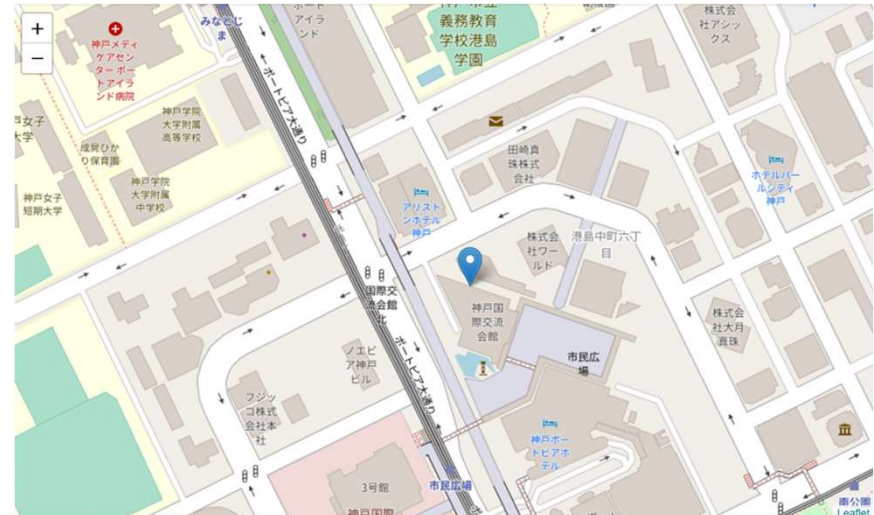 +
−
みなとじ
ま
ポート
アイラ
ンド
義務教育
学校港島
学園
株式会
社アシッ
クス
神戸メディ
ケアセン
ター ポー
トアイラ
ンド病院
ポートピア大通り
神戸学院
大学附属
高等学校
成晃ひか
り保育園
神戸学院
大学附属
中学校
神戸女子
短期大学
田崎真
珠株式
会社
アリスト
ンホテル
神戸
ホテルパー
ルシティ
神戸
株式会
社ワー
ルド
港島中町六丁
目
国際交
流会館
北
神戸国
際交流
会館
株式会
社大月
真珠
市民広
場
ノエビ
ア神戸
ビル
ポートピア大通り
フジッ
コ株式
会社本
社
神戸ポー
トピアホ
テル
3号館
市民広場
神戸国際
南公園
Leaflet